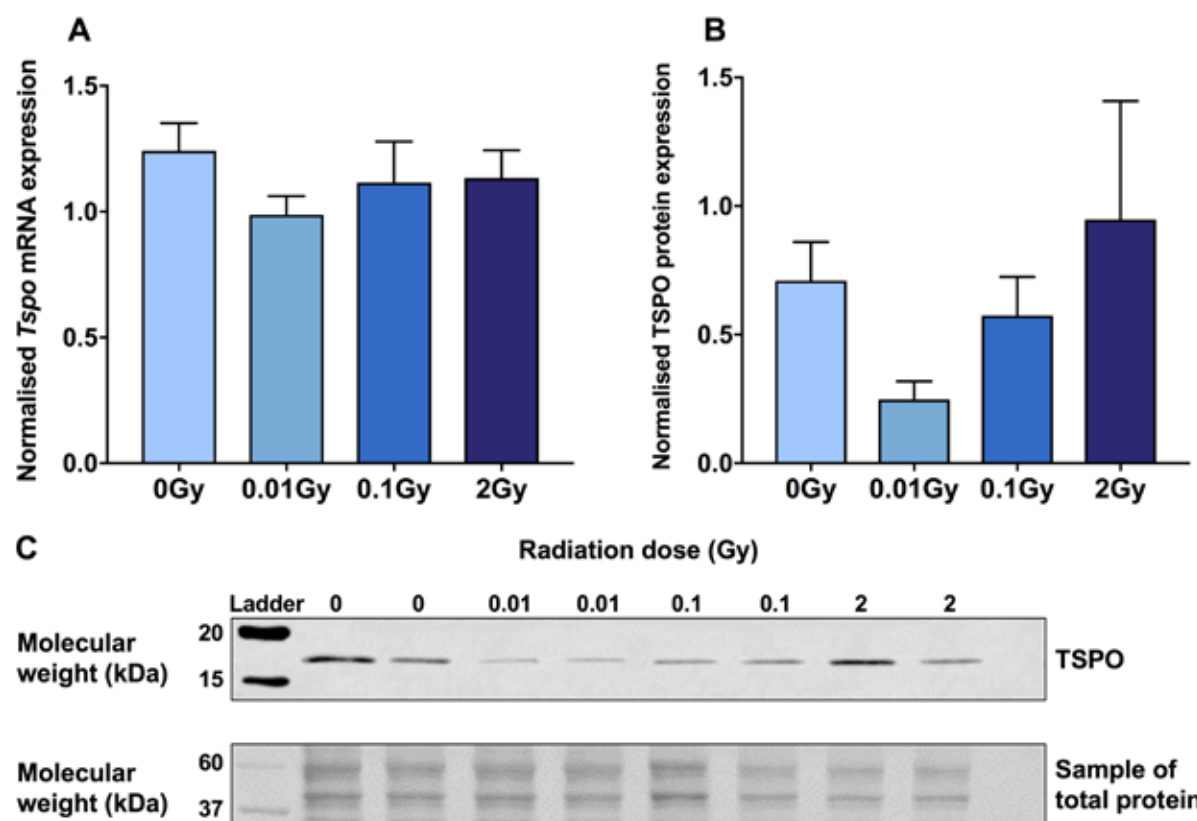 A
Normalised Tspo mRNA expression
1.5
1.0
0.5
0.0
0Gy 0.01Gy 0.1Gy 2Gy
B
Normalised TSPO protein expression
1.5
1.0
0.5
0.0
0Gy 0.01Gy 0.1Gy 2Gy
C
Radiation dose (Gy)
Ladder 0 0 0.01 0.01 0.1 0.1 2 2
Molecular
weight (kDa)
20
15
TSPO
Molecular
weight (kDa)
60
37
Sample of
total protein